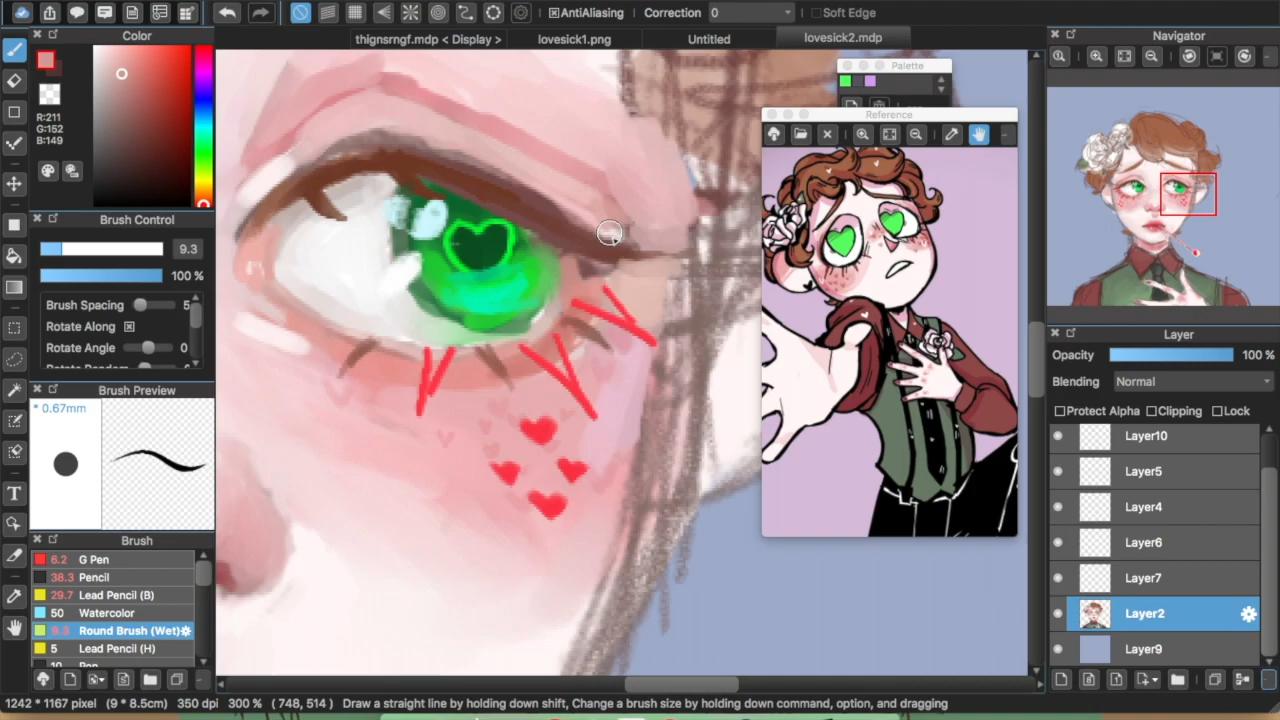 AntiAliasing Correction 0 Soft Edge
Color
thignsrngf.mdp < Display > lovesick1.png Untitled lovesick2.mdp
Navigator
Palette
Reference
R:211
G:152
B:149
Brush Control
9.3
100 %
Brush Spacing 5
Rotate Along
Rotate Angle 0
Rotate Random
Brush Preview
* 0.67mm
Brush
6.2 G Pen
38.3 Pencil
29.7 Lead Pencil (B)
50 Watercolor
9.3 Round Brush (Wet)
5 Lead Pencil (H)
10 Pen
Layer
Opacity 100 %
Blending Normal
Protect Alpha Clipping Lock
Layer10
Layer5
Layer4
Layer6
Layer7
Layer2
Layer9
1242 * 1167 pixel (9 * 8.5cm) 350 dpi 300 % ( 748, 514 ) Draw a straight line by holding down shift, Change a brush size by holding down command, option, and dragging